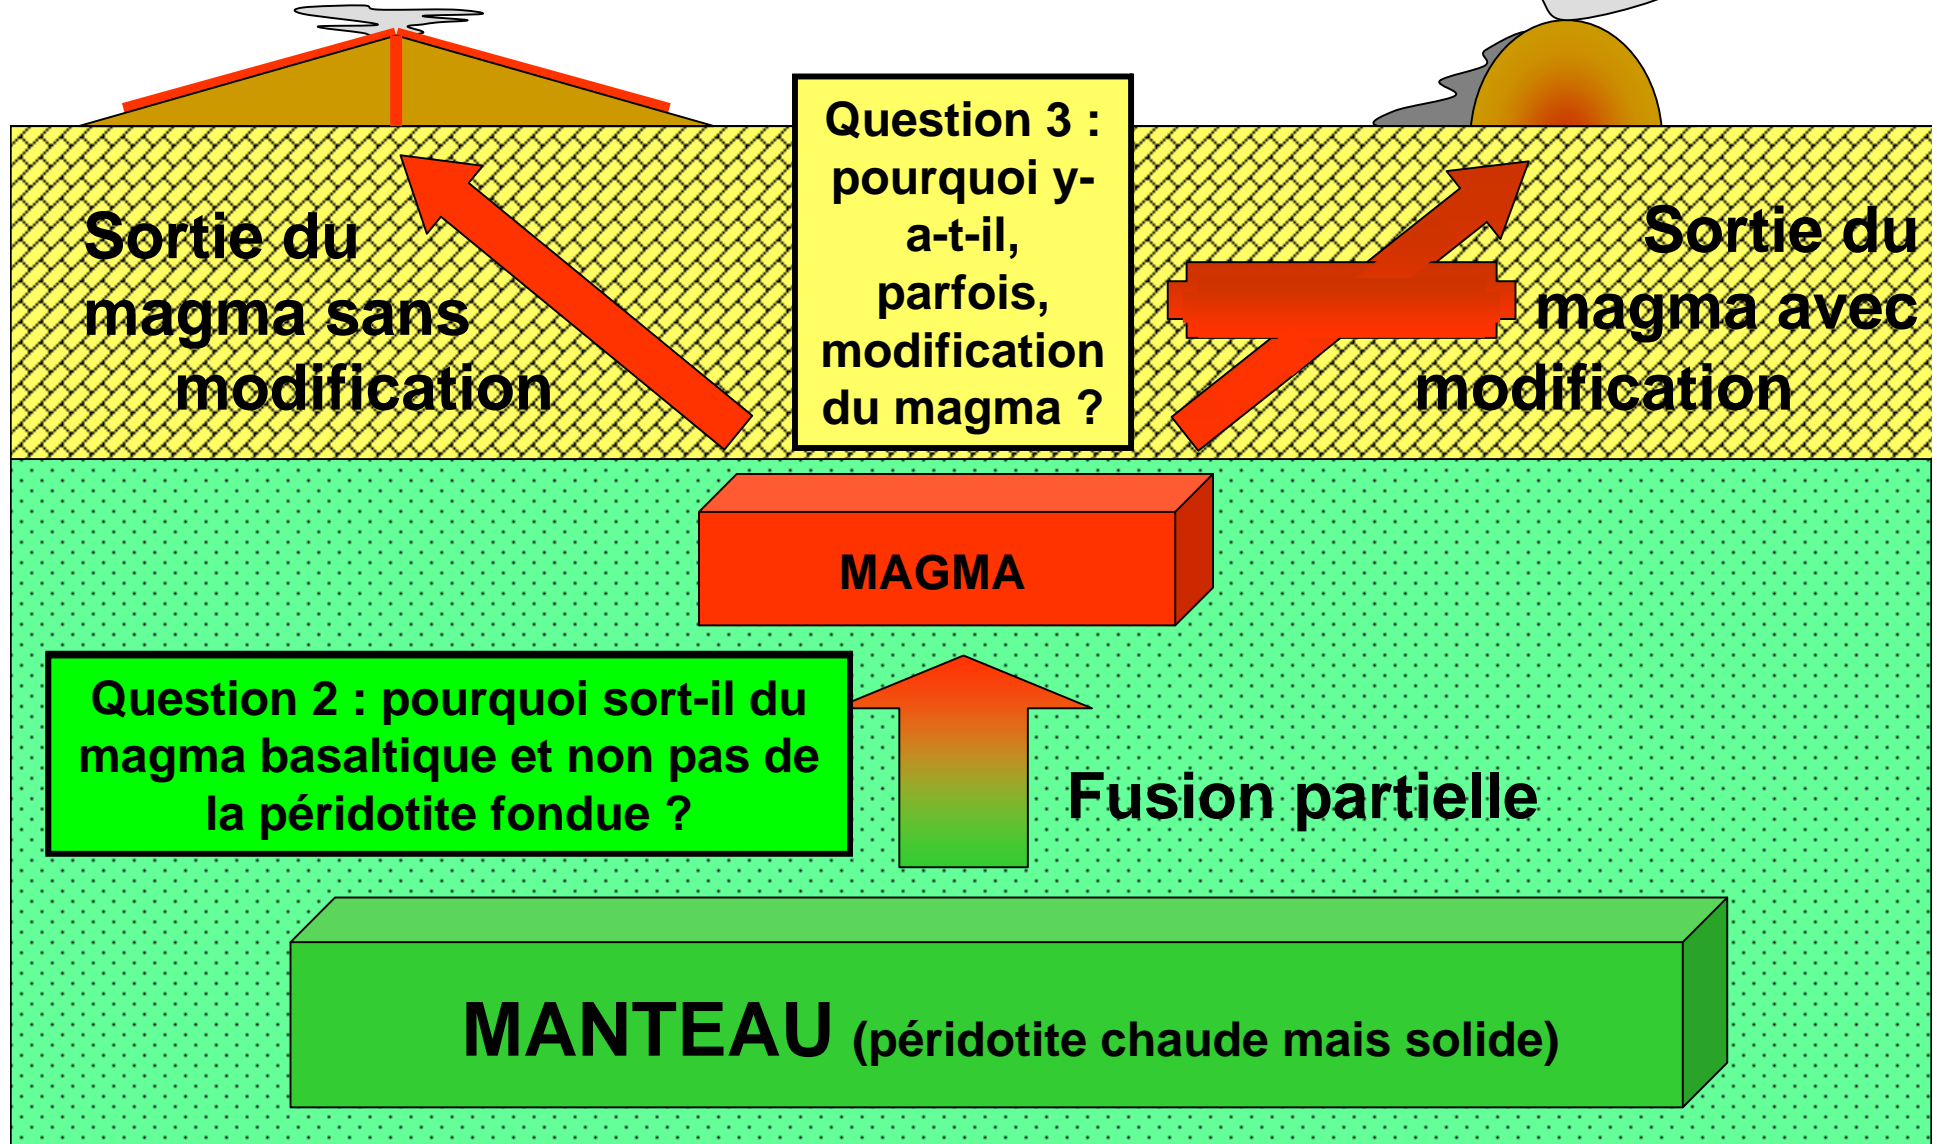 Question 3 :
pourquoi y-
a-t-il,
parfois,
modification
du magma ?
Sortie du
magma sans
modification
Sortie du
magma avec
modification
MAGMA
Question 2 : pourquoi sort-il du
magma basaltique et non pas de
la péridotite fondue ?
Fusion partielle
MANTEAU (péridotite chaude mais solide)